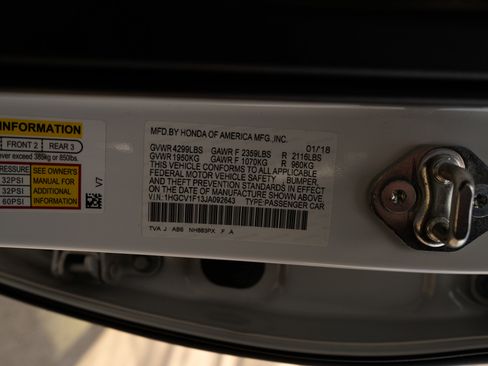 INFORMATION
FRONT 2 REAR 3
ever exceed 385kg or 850lbs.
PRESSURE
32PSI
32PSI
60PSI
SEE OWNER'S
MANUAL FOR
ADDITIONAL
INFORMATION
V7
MFD.BY HONDA OF AMERICA MFG.,INC. 01/18
GVWR 4299LBS GAWR F 2369LBS R 2116LBS
GVWR 1950KG GAWR F 1070KG R 960KG
THIS VEHICLE CONFORMS TO ALL APPLICABLE
FEDERAL MOTOR VEHICLE SAFETY , BUMPER,
AND THEFT PREVENTION STANDARDS IN EFFECT
ON THE DATE OF MANUFACTURE SHOWN ABOVE
V.I.N:1HGCV1F13JA092643 TYPE:PASSENGER CAR
TVA J AB6 NH883PX .F .A